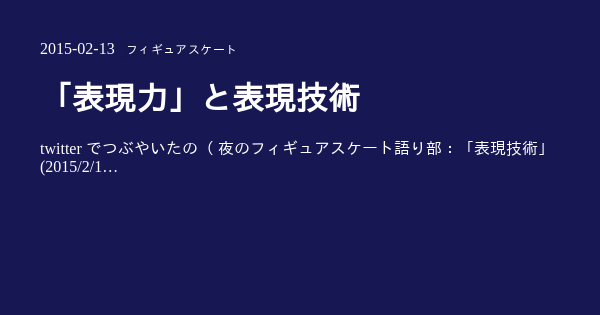 2015-02-13 フィギュアスケート
「表現力」と表現技術
twitter でつぶやいたの（ 夜のフィギュアスケート語り部：「表現技術」
(2015/2/1…